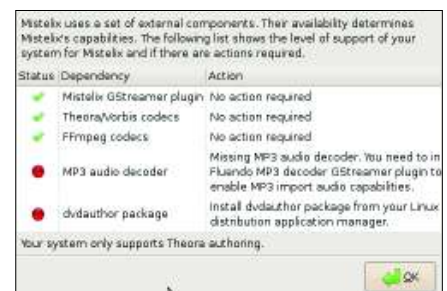 Mistelix uses a set of external components. Their availability determines
Mistelix's capabilities. The following list shows the level of support of your
system for Mistelix and if there are actions required.
Status Dependency Action
Mistelix GStreamer plugin No action required
Theora/Vorbis codecs No action required
FFmpeg codecs No action required
MP3 audio decoder Missing MP3 audio decoder. You need to in
Fluendo MP3 decoder GStreamer plugin to
enable MP3 import audio capabilities.
dvdauthor package Install dvdauthor package from your Linux
distribution application manager.
Your system only supports Theora authoring.
OK